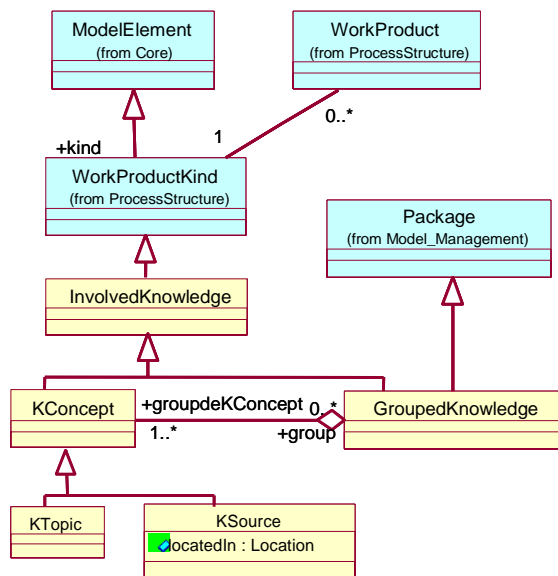 ModelElement
(from Core)
WorkProduct
(from ProcessStructure)
0..*
1
+kind
WorkProductKind
(from ProcessStructure)
Package
(from Model_Management)
InvolvedKnowledge
KConcept
+groupdeKConcept
0..*
1..*
+group
GroupedKnowledge
KTopic
KSource
locatedIn : Location